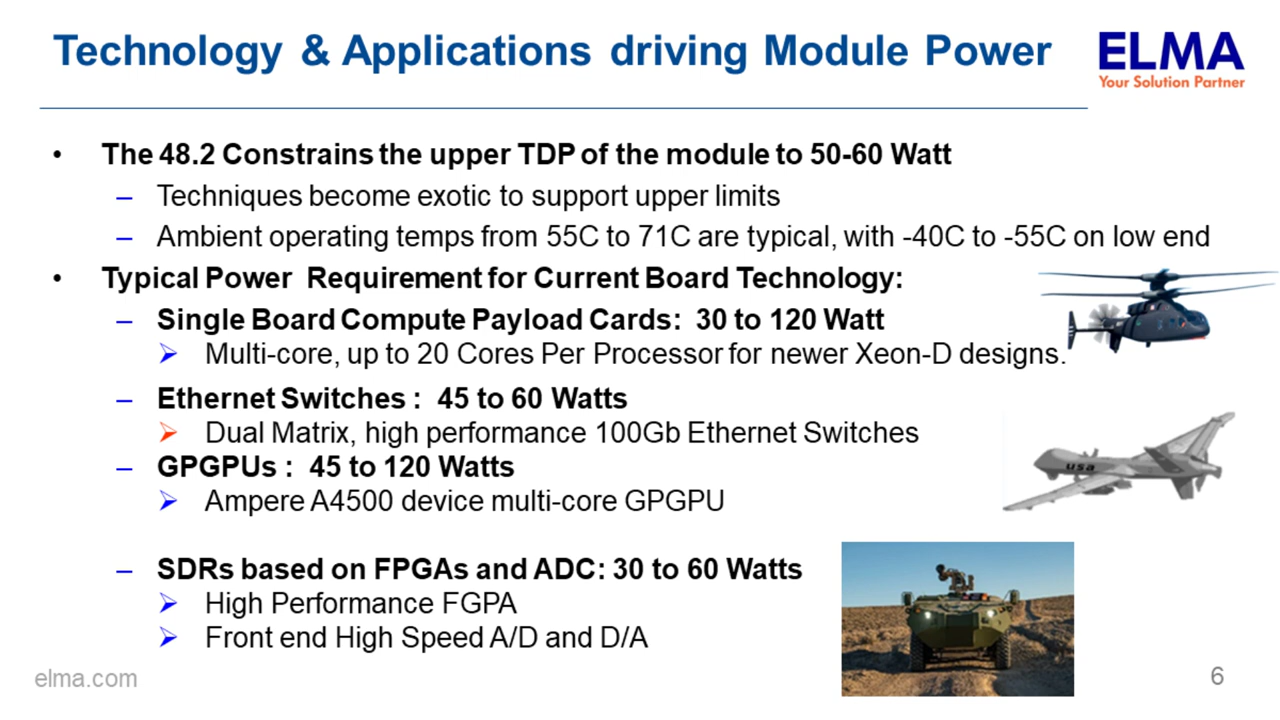 Technology & Applications driving Module Power
ELMA
Your Solution Partner
• The 48.2 Constrains the upper TDP of the module to 50-60 Watt
– Techniques become exotic to support upper limits
– Ambient operating temps from 55C to 71C are typical, with -40C to -55C on low end
• Typical Power Requirement for Current Board Technology:
– Single Board Compute Payload Cards: 30 to 120 Watt
➢ Multi-core, up to 20 Cores Per Processor for newer Xeon-D designs.
– Ethernet Switches : 45 to 60 Watts
➢ Dual Matrix, high performance 100Gb Ethernet Switches
– GPGPUs : 45 to 120 Watts
➢ Ampere A4500 device multi-core GPGPU
usa
– SDRs based on FPGAs and ADC: 30 to 60 Watts
➢ High Performance FGPA
➢ Front end High Speed A/D and D/A
elma.com
6